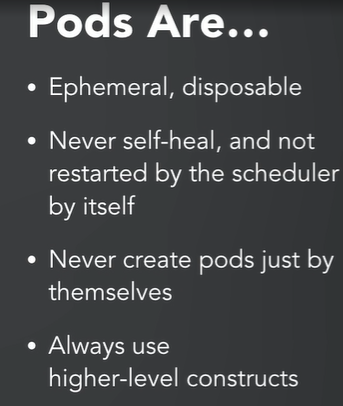 Pods Are...
• Ephemeral, disposable
• Never self-heal, and not
restarted by the scheduler
by itself
• Never create pods just by
themselves
• Always use
higher-level constructs